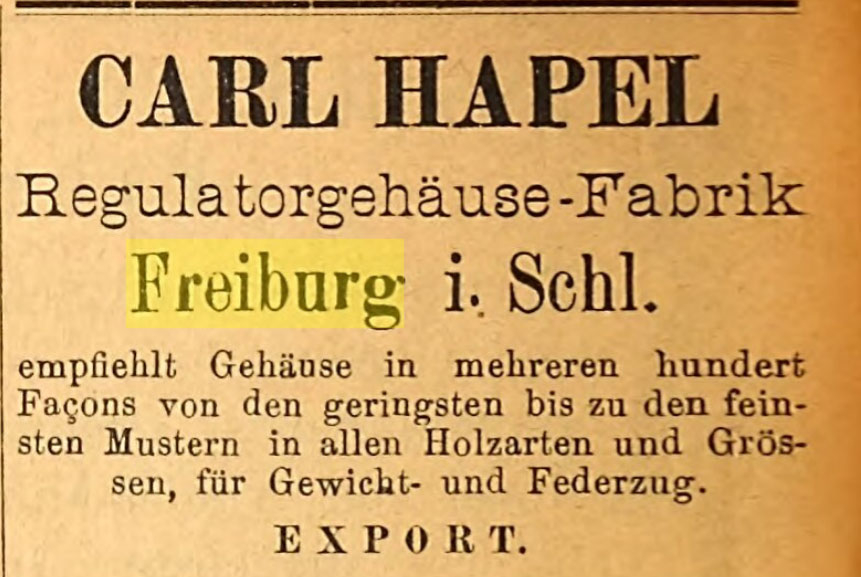 CARL HAPEL
Regulatorgehäuse-Fabrik
Freiburg i. Schl.
empfiehlt Gehäuse in mehreren hundert
Façons von den geringsten bis zu den fein-
sten Mustern in allen Holzarten und Grös-
sen, für Gewicht- und Federzug.
EXPORT.